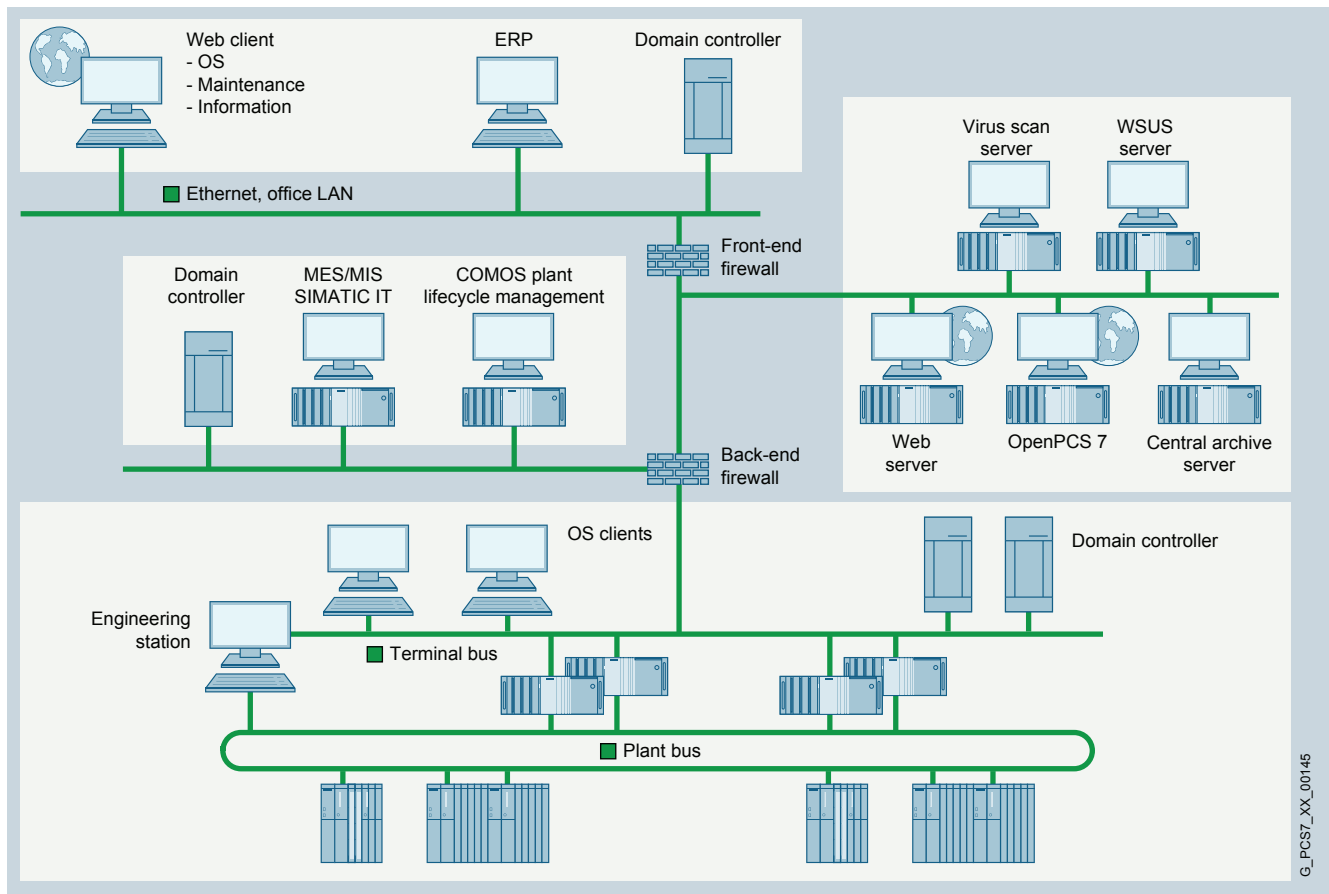 Web client
- OS
- Maintenance
- Information
ERP
Domain controller
Ethernet, office LAN
Virus scan
server
WSUS
server
Front-end
firewall
Domain
controller
MES/MIS
SIMATIC IT
COMOS plant
lifecycle management
Web
server
OpenPCS 7
Central archive
server
Back-end
firewall
OS clients
Domain controller
Engineering
station
Terminal bus
Plant bus
G_PCS7_XX_00145